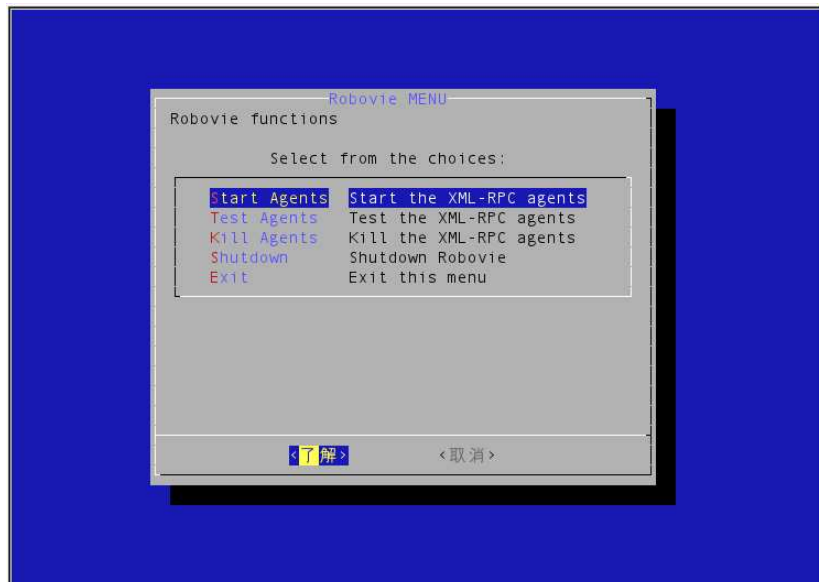 Robovie MENU
Robovie functions
Select from the choices:
Start Agents Start the XML-RPC agents
Test Agents Test the XML-RPC agents
Kill Agents Kill the XML-RPC agents
Shutdown Shutdown Robovie
Exit Exit this menu
<了解> <取消>